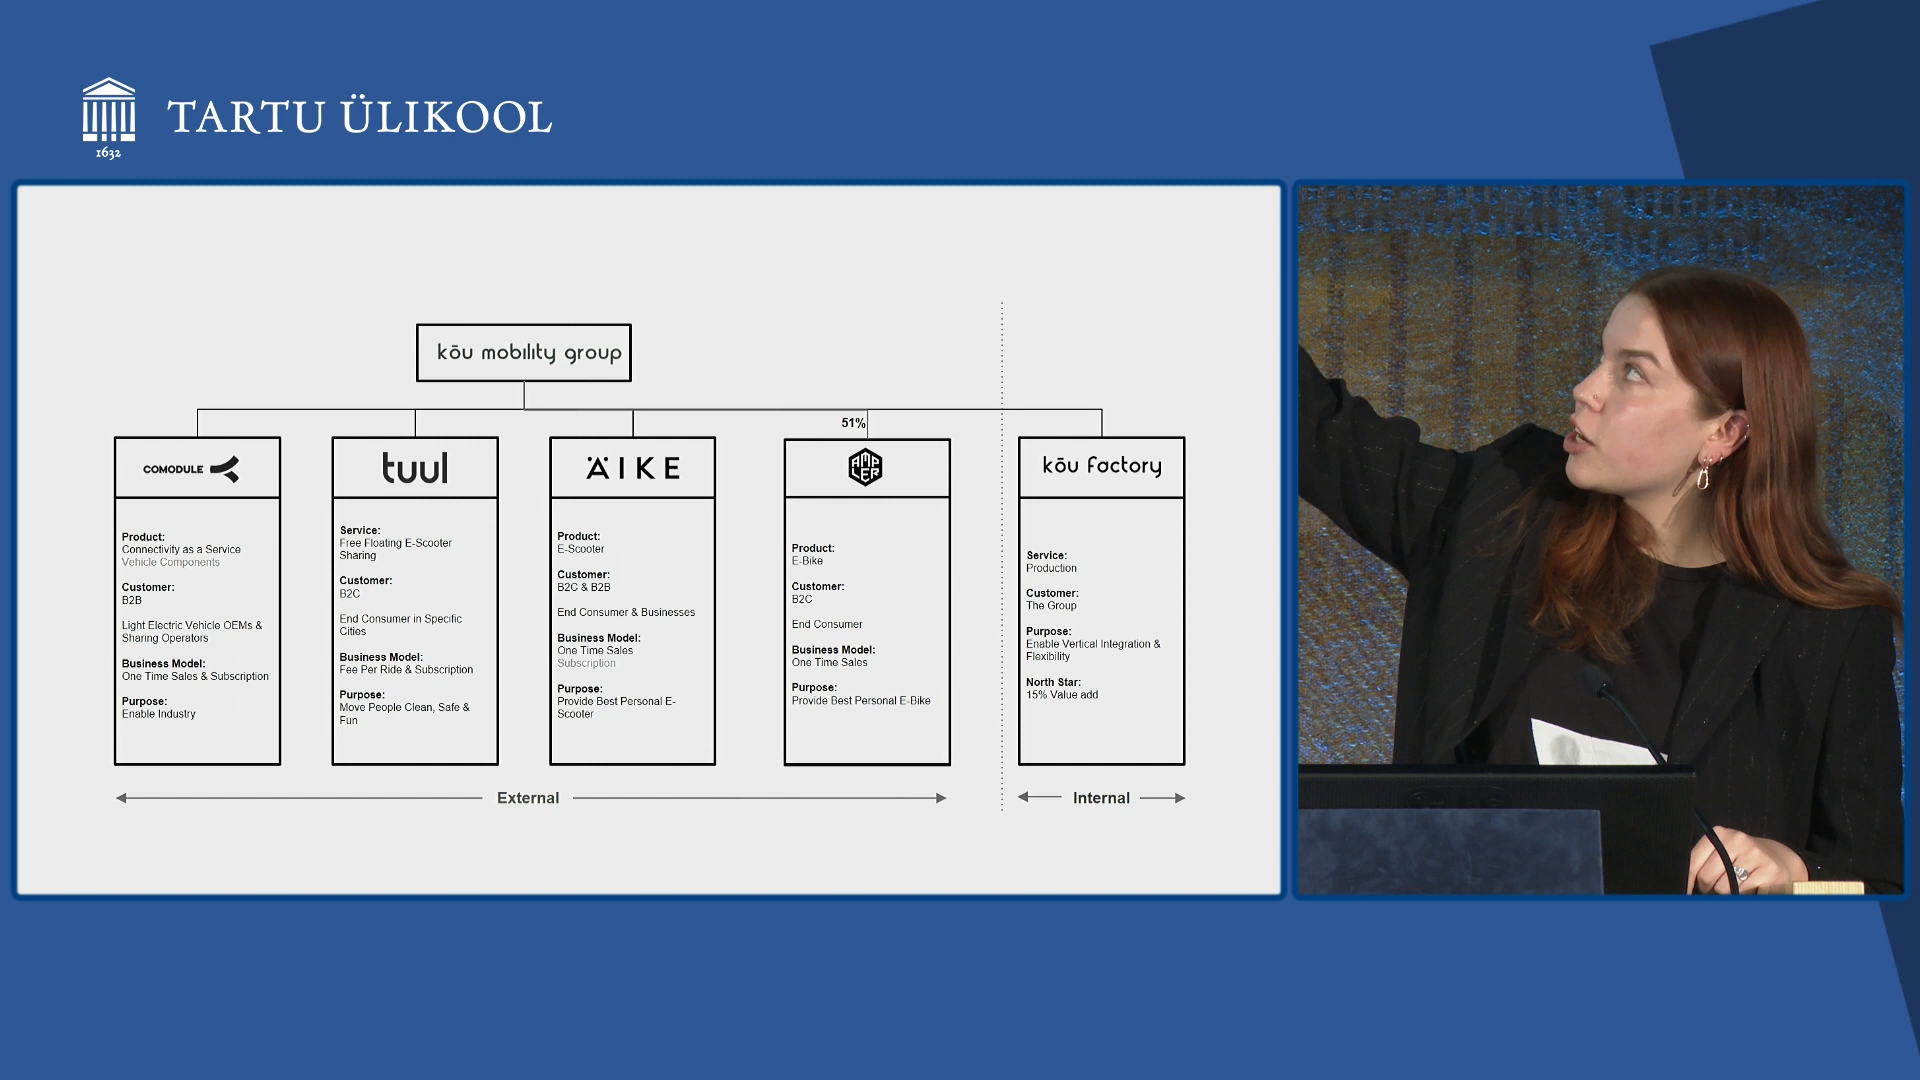 1632
TARTU ÜLIKOOL
kōu mobility group
51%
COMODULE
Product:
Connectivity as a Service
Vehicle Components
Customer:
B2B
Light Electric Vehicle OEMs &
Sharing Operators
Business Model:
One Time Sales & Subscription
Purpose:
Enable Industry
tuul
Service:
Free Floating E-Scooter
Sharing
Customer:
B2C
End Consumer in Specific
Cities
Business Model:
Fee Per Ride & Subscription
Purpose:
Move People Clean, Safe &
Fun
ÄIKE
Product:
E-Scooter
Customer:
B2C & B2B
End Consumer & Businesses
Business Model:
One Time Sales
Subscription
Purpose:
Provide Best Personal E-
Scooter
AMP
LER
Product:
E-Bike
Customer:
B2C
End Consumer
Business Model:
One Time Sales
Purpose:
Provide Best Personal E-Bike
kōu factory
Service:
Production
Customer:
The Group
Purpose:
Enable Vertical Integration &
Flexibility
North Star:
15% Value add
External
Internal